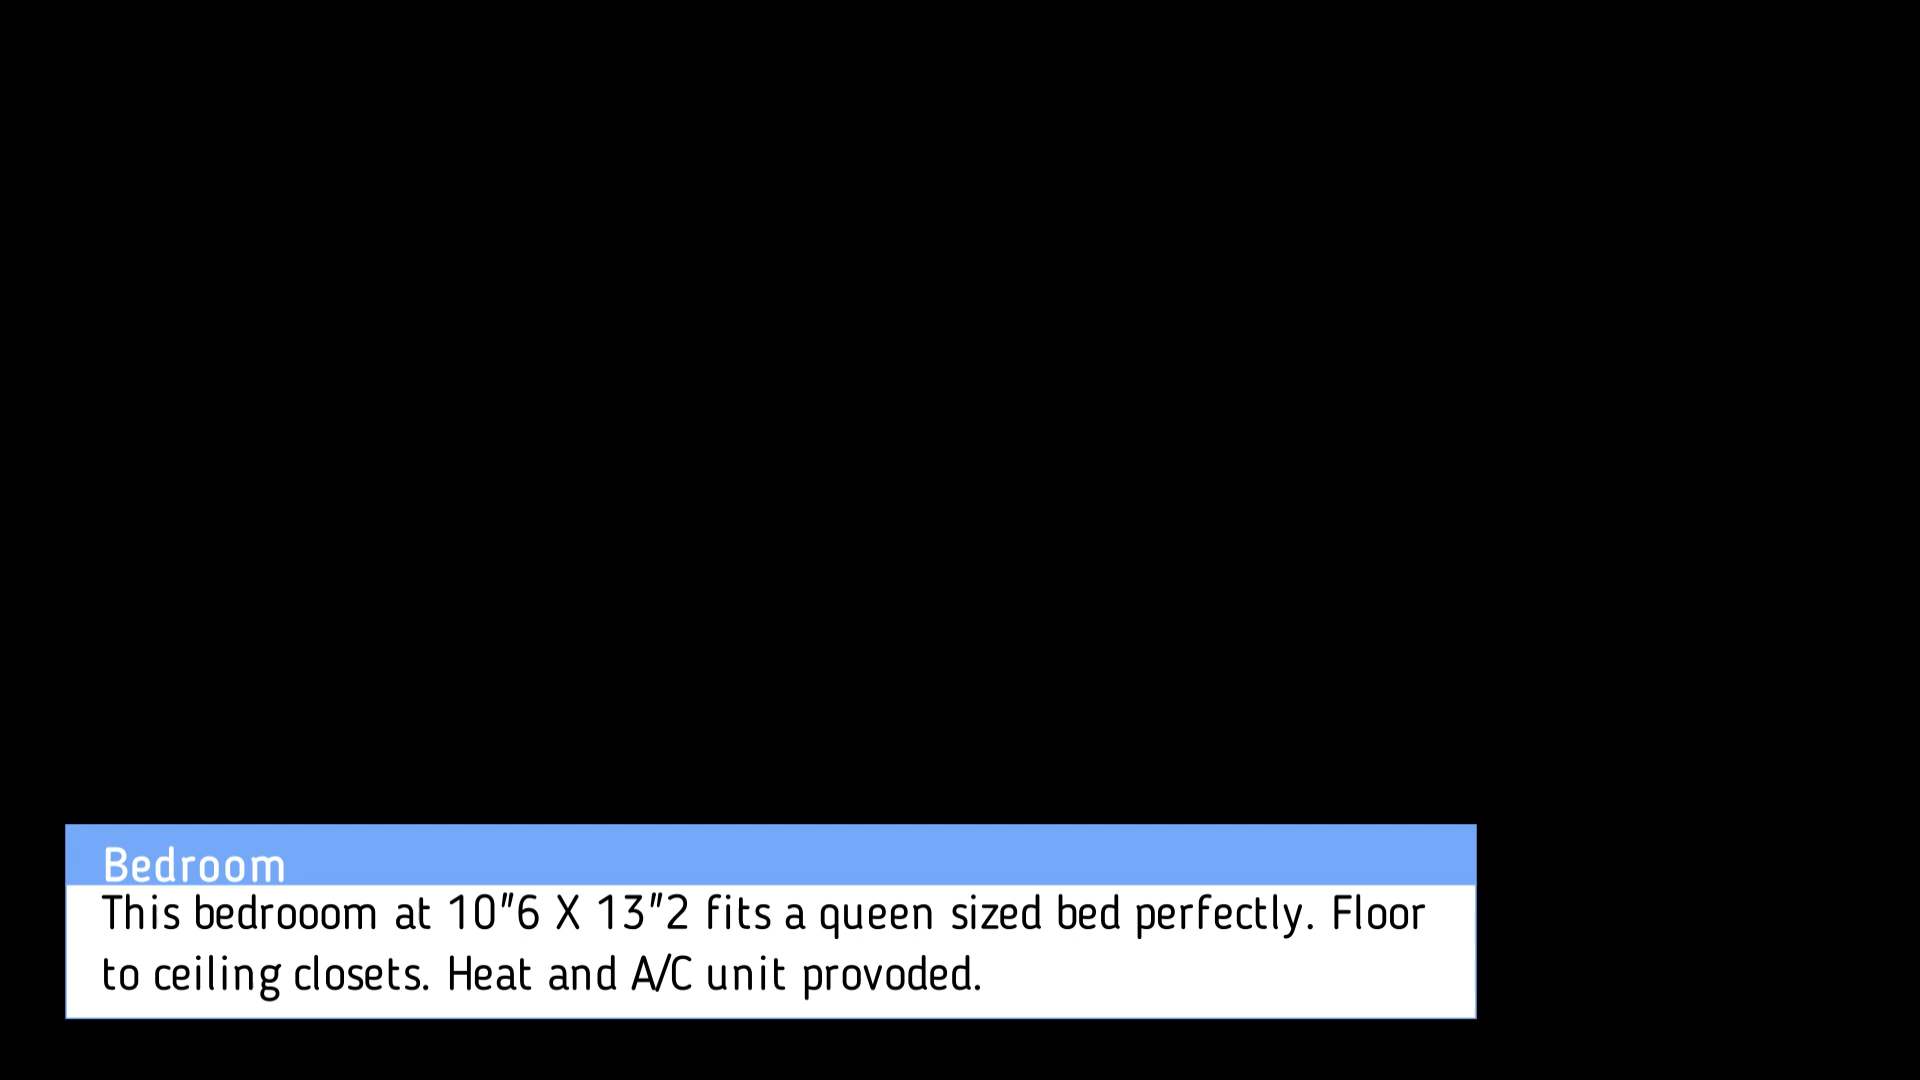 Bedroom
This bedrooom at 10"6 X 13"2 fits a queen sized bed perfectly. Floor
to ceiling closets. Heat and A/C unit provoded.